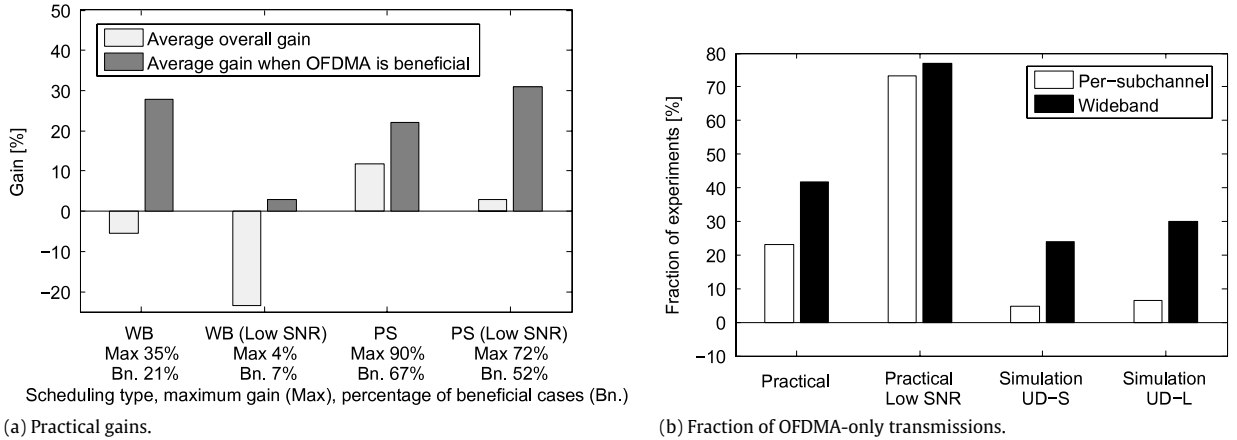 50
40
30
20
10
0
−10
−20
Gain [%]
Average overall gain
Average gain when OFDMA is beneficial
WB
Max 35%
Bn. 21%
WB (Low SNR)
Max 4%
Bn. 7%
PS
Max 90%
Bn. 67%
PS (Low SNR)
Max 72%
Bn. 52%
Scheduling type, maximum gain (Max), percentage of beneficial cases (Bn.)
(a) Practical gains.
80
70
60
50
40
30
20
10
0
−10
Fraction of experiments [%]
Per−subchannel
Wideband
Practical
Practical
Low SNR
Simulation
UD−S
Simulation
UD−L
(b) Fraction of OFDMA-only transmissions.